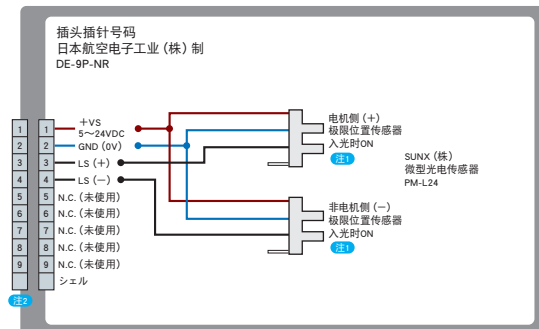 插头插针号码
日本航空电子工业（株）制
DE-9P-NR
1 1 +VS
5～24VDC
2 2 GND (0V)
3 3 LS (+)
4 4 LS (−)
5 5 N.C.（未使用）
6 6 N.C.（未使用）
7 7 N.C.（未使用）
8 8 N.C.（未使用）
9 9 N.C.（未使用）
シェル
注2
电机侧 (+)
极限位置传感器
入光时ON
注1
非电机侧 (−)
极限位置传感器
入光时ON
注1
SUNX（株）
微型光电传感器
PM-L24